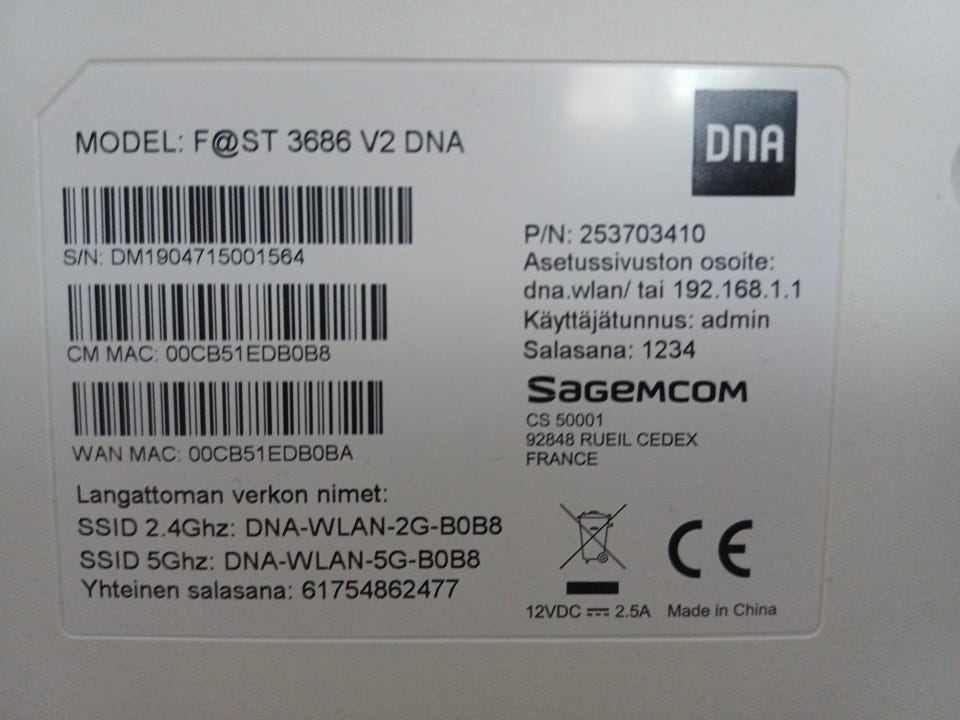 MODEL: F@ST 3686 V2 DNA
DNA
S/N: DM1904715001564
CM MAC: 00CB51EDB0B8
WAN MAC: 00CB51EDB0BA
Langattoman verkon nimet:
SSID 2.4Ghz: DNA-WLAN-2G-B0B8
SSID 5Ghz: DNA-WLAN-5G-B0B8
Yhteinen salasana: 61754862477
P/N: 253703410
Asetussivuston osoite:
dna.wlan/ tai 192.168.1.1
Käyttäjätunnus: admin
Salasana: 1234
SAGEMCOM
CS 50001
92848 RUEIL CEDEX
FRANCE
CE
12VDC ⎓ 2.5A Made in China